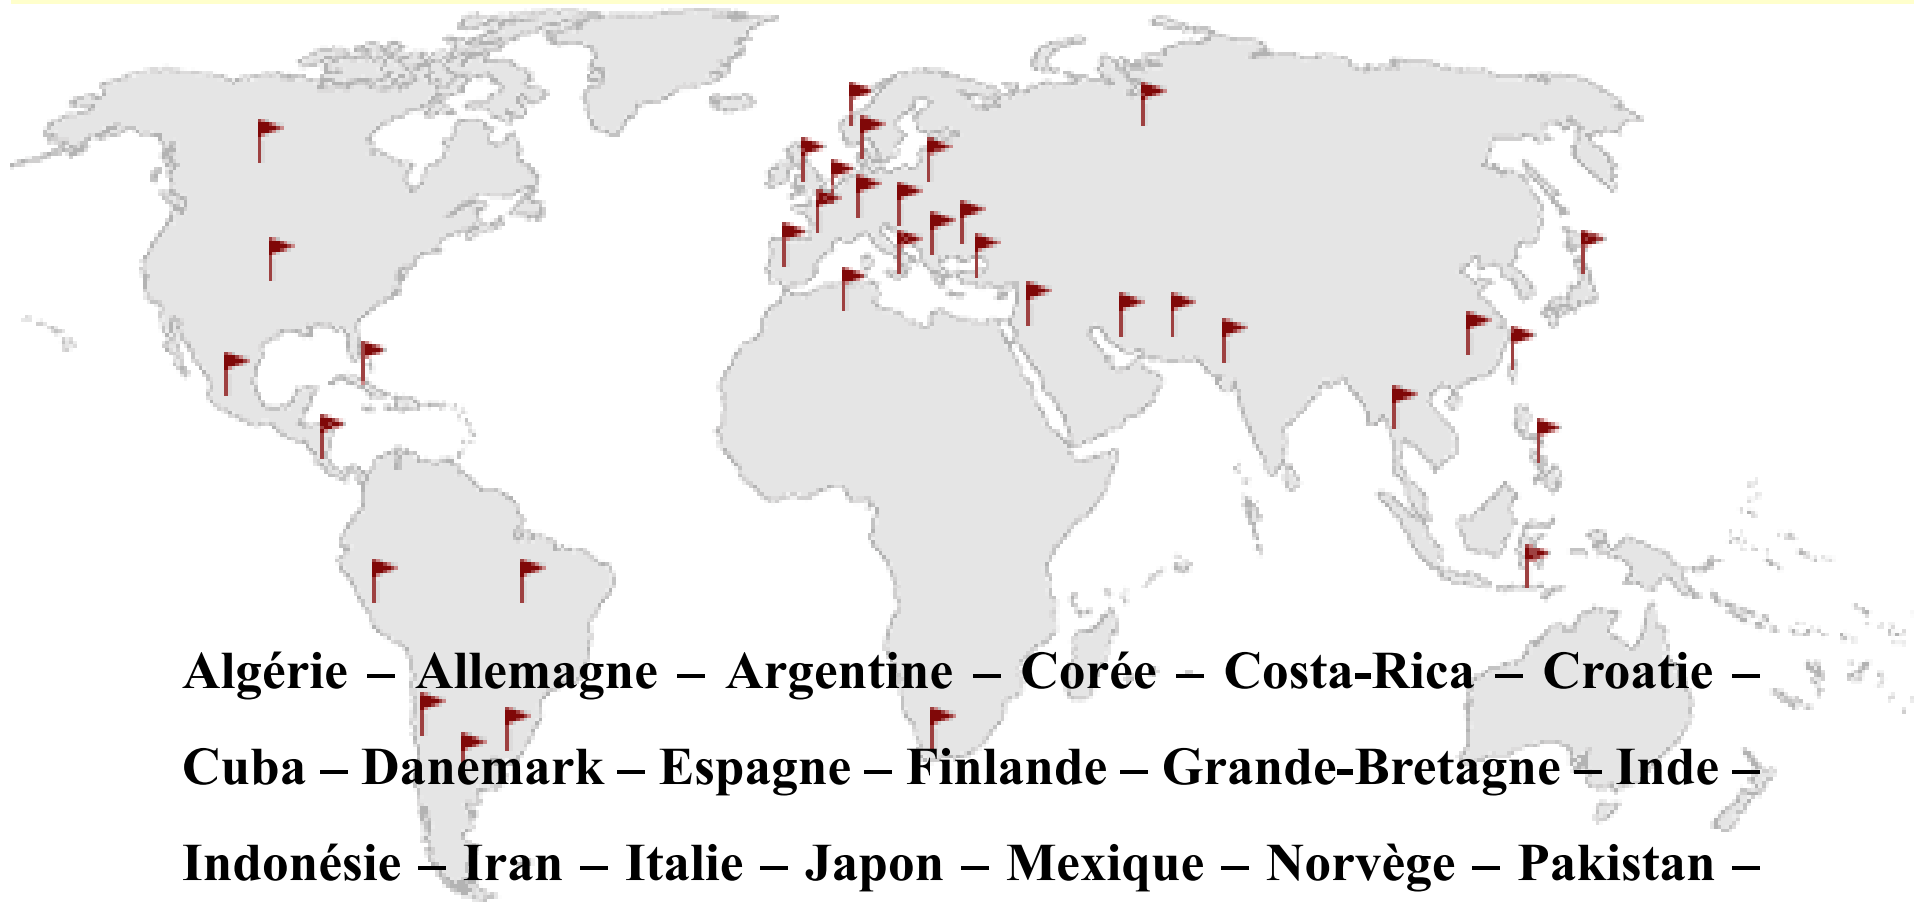 Algérie – Allemagne – Argentine – Corée – Costa-Rica – Croatie –
Cuba – Danemark – Espagne – Finlande – Grande-Bretagne – Inde –
Indonésie – Iran – Italie – Japon – Mexique – Norvège – Pakistan –